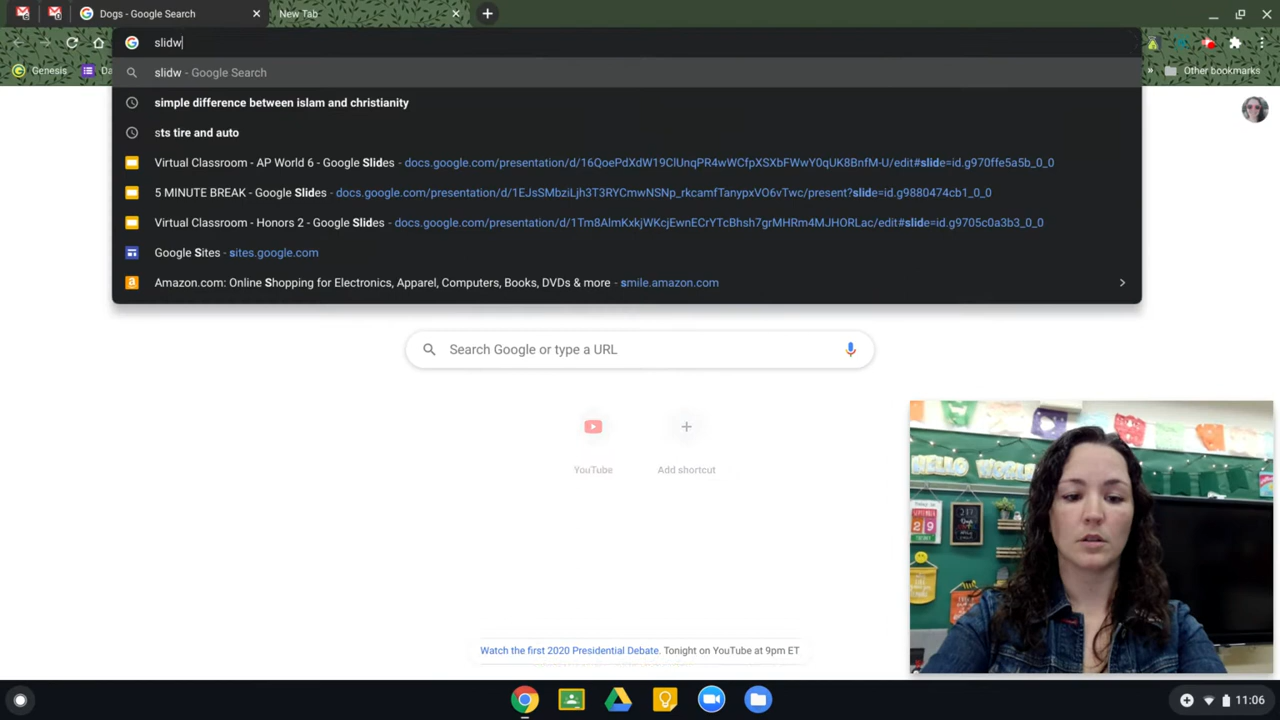 Dogs - Google Search
New Tab
slidw
Genesis
Da
»
Other bookmarks
slidw - Google Search
simple difference between islam and christianity
sts tire and auto
Virtual Classroom - AP World 6 - Google Slides - docs.google.com/presentation/d/16QoePdXdW19ClUnqPR4wWCfpXSXbFWwY0qUK8BnfM-U/edit#slide=id.g970ffe5a5b_0_0
5 MINUTE BREAK - Google Slides - docs.google.com/presentation/d/1EJsSMbziLjh3T3RYCmwNSNp_rkcamfTanypxVO6vTwc/present?slide=id.g9880474cb1_0_0
Virtual Classroom - Honors 2 - Google Slides - docs.google.com/presentation/d/1Tm8AlmKxkjWKcjEwnECrYTcBhsh7grMHRm4MJHORLac/edit#slide=id.g9705c0a3b3_0_0
Google Sites - sites.google.com
Amazon.com: Online Shopping for Electronics, Apparel, Computers, Books, DVDs & more - smile.amazon.com
Search Google or type a URL
YouTube
Add shortcut
HELLO WORLD
SEPTEMBER
29
Watch the first 2020 Presidential Debate. Tonight on YouTube at 9pm ET
11:06